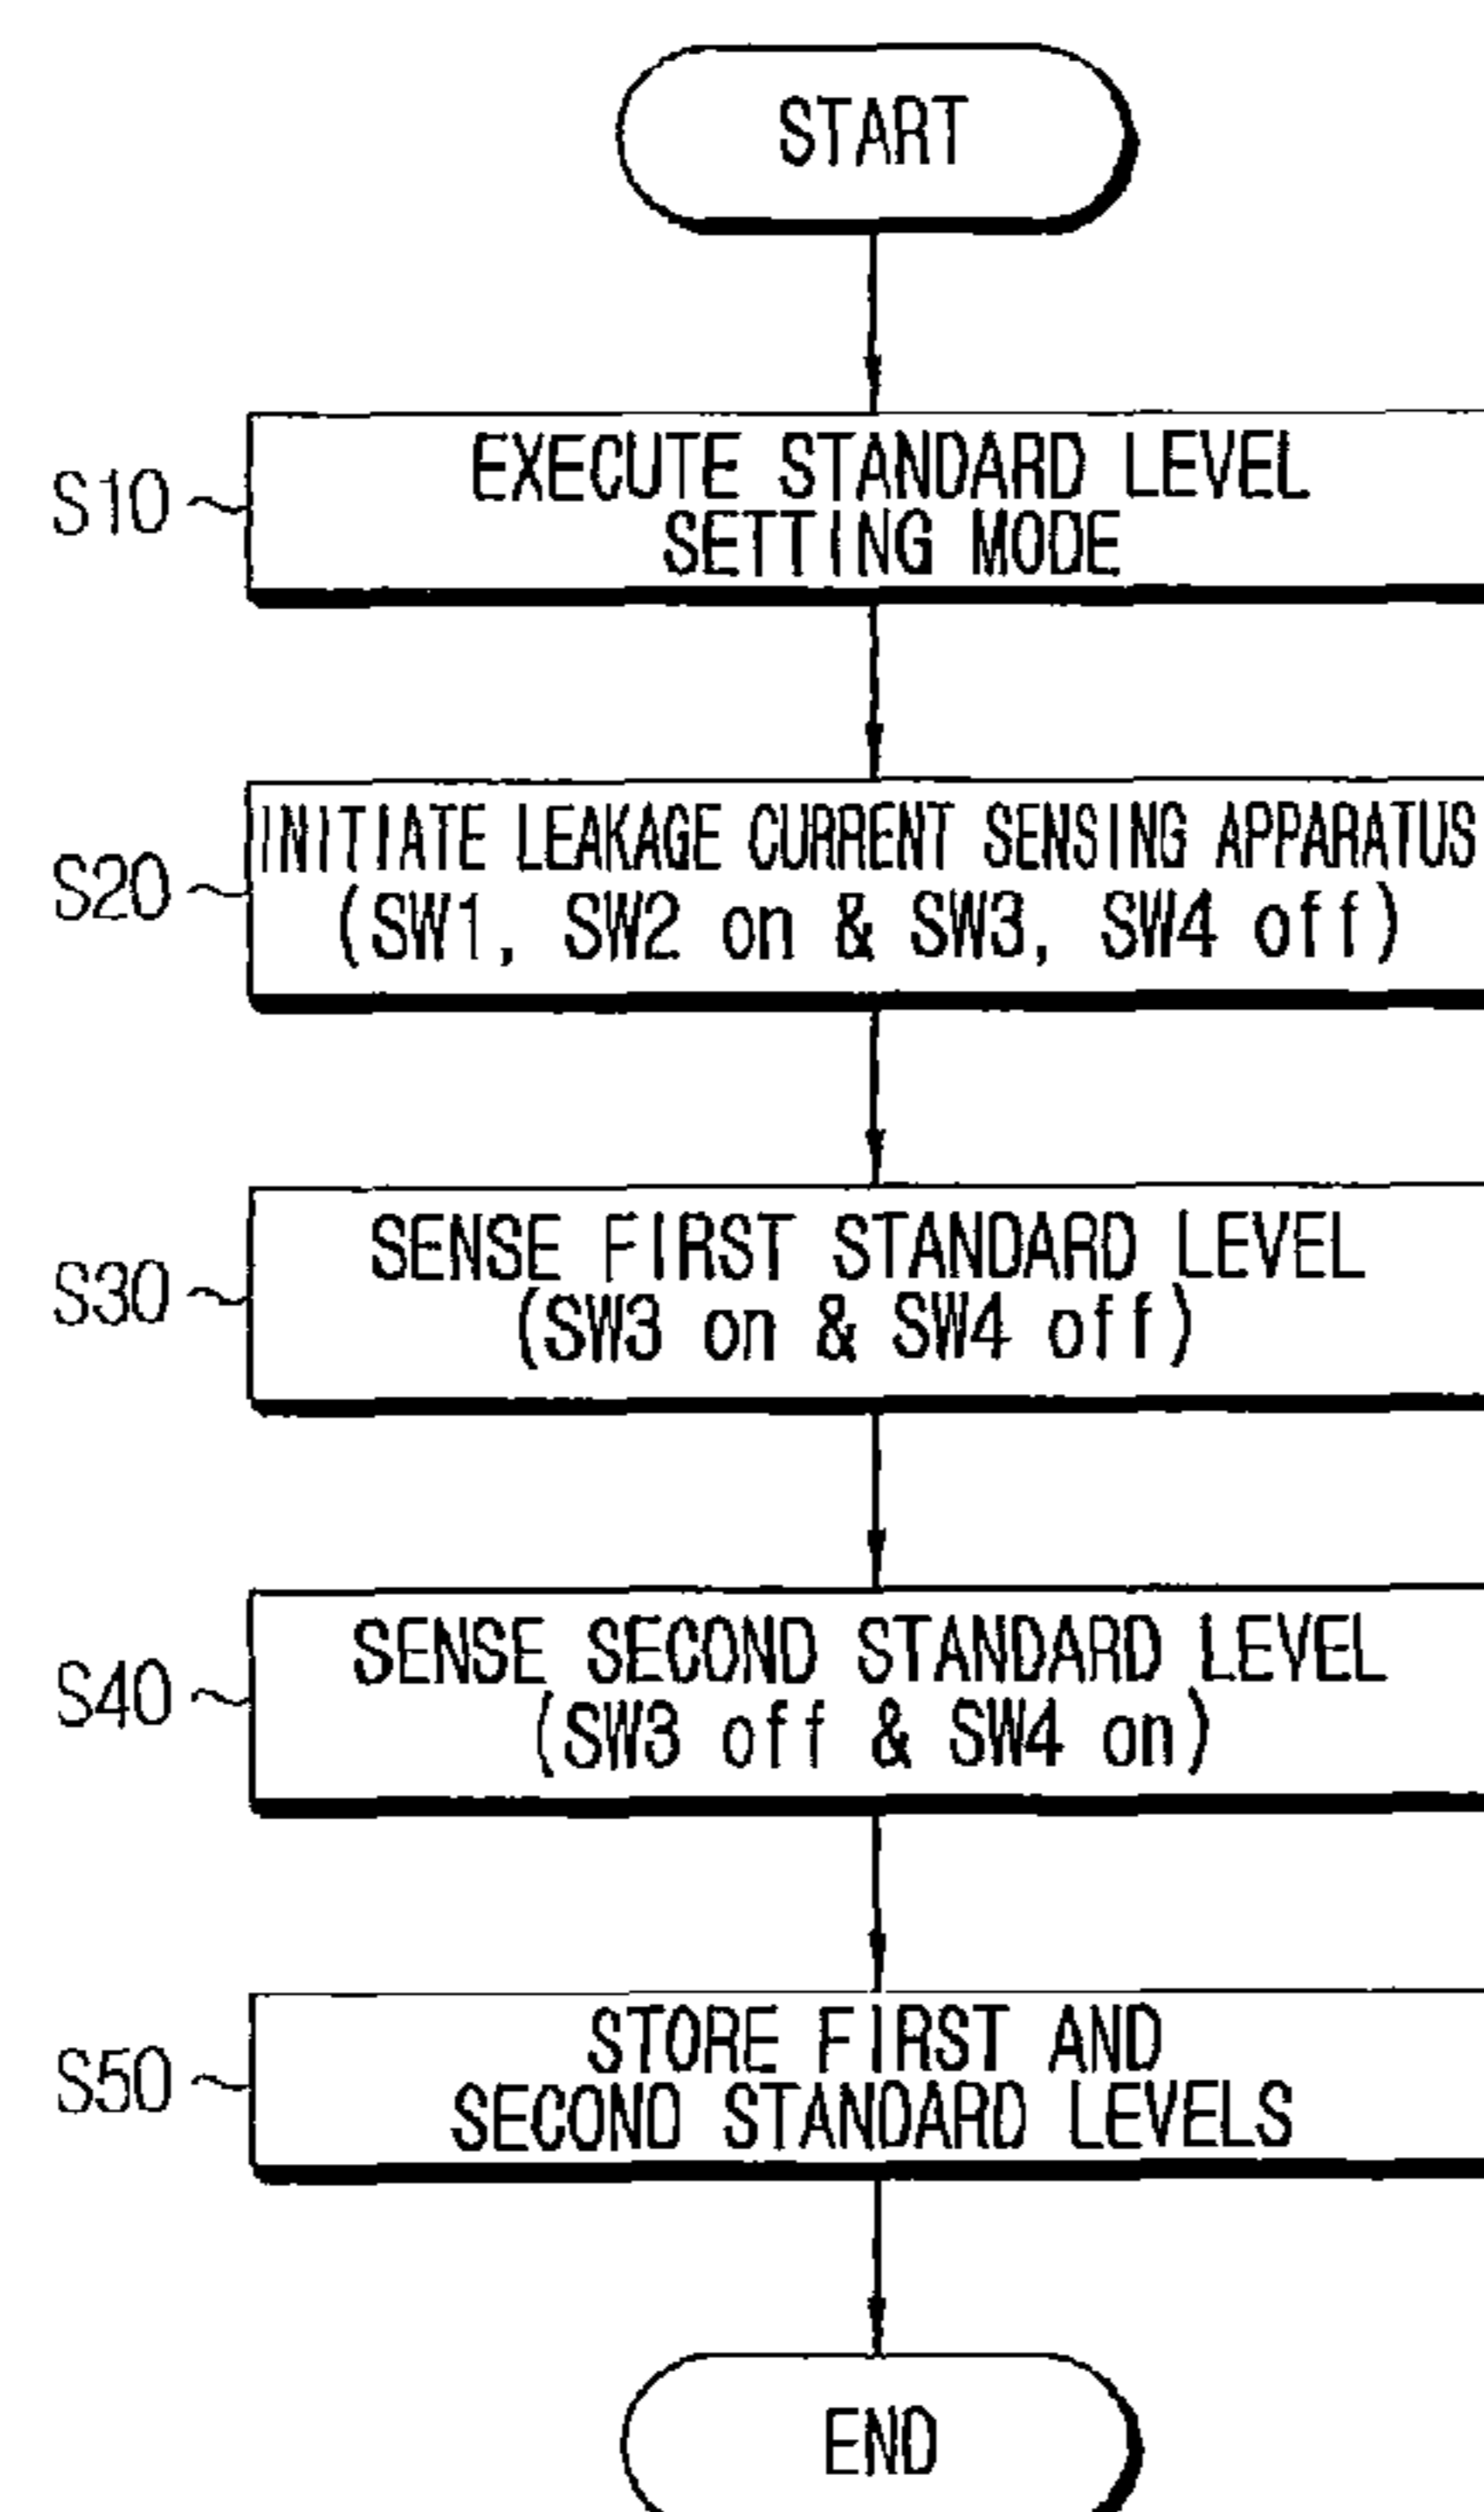 START
S10
EXECUTE STANDARD LEVEL
SETTING MODE
S20
INITIATE LEAKAGE CURRENT SENSING APPARATUS
(SW1, SW2 on & SW3, SW4 off)
S30
SENSE FIRST STANDARD LEVEL
(SW3 on & SW4 off)
S40
SENSE SECOND STANDARD LEVEL
(SW3 off & SW4 on)
S50
STORE FIRST AND
SECOND STANDARD LEVELS
END